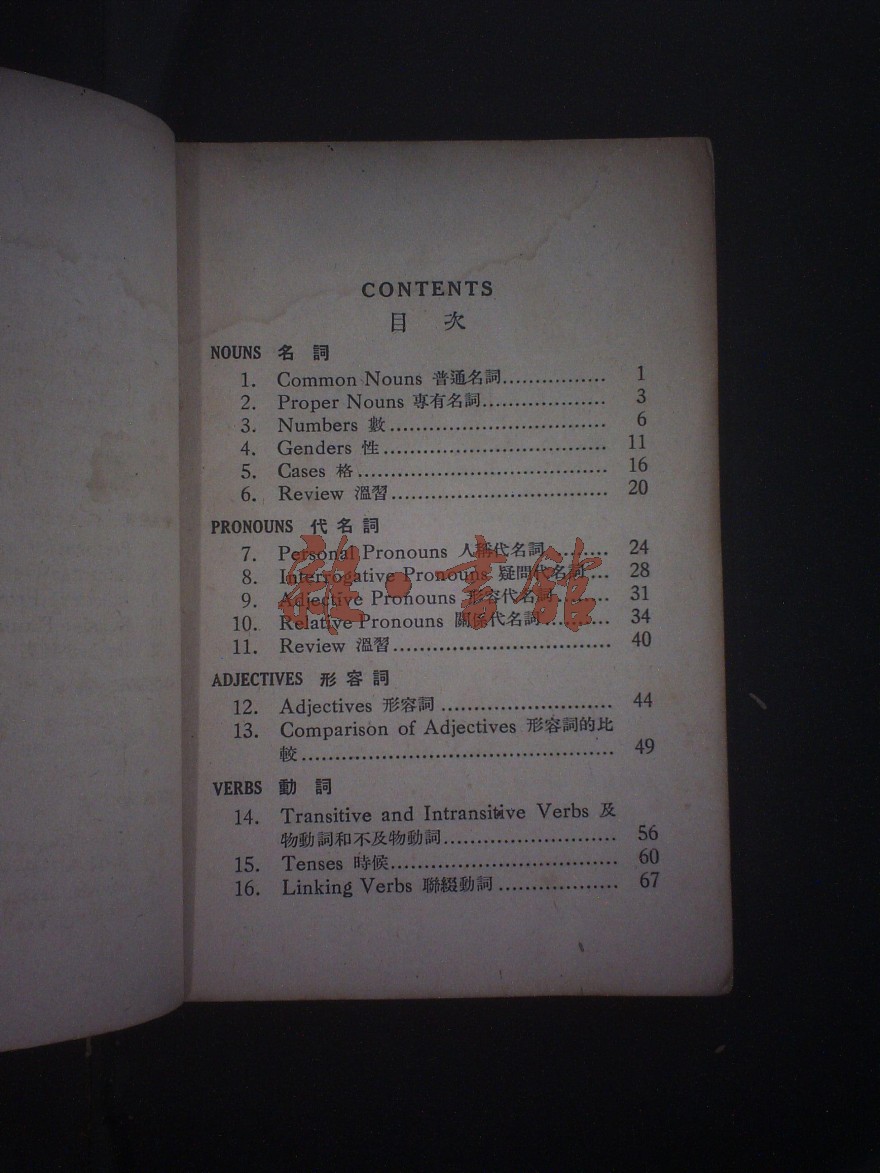 CONTENTS
目 次
NOUNS 名 詞
1. Common Nouns 普通名詞................ 1
2. Proper Nouns 專有名詞................... 3
3. Numbers 數................................. 6
4. Genders 性.................................. 11
5. Cases 格...................................... 16
6. Review 溫習................................. 20
PRONOUNS 代 名 詞
7. Personal Pronouns 人稱代名詞.......... 24
8. Interrogative Pronouns 疑問代名詞... 28
9. Adjective Pronouns 形容代名詞........ 31
10. Relative Pronouns 關係代名詞.......... 34
11. Review 溫習................................. 40
ADJECTIVES 形 容 詞
12. Adjectives 形容詞.......................... 44
13. Comparison of Adjectives 形容詞的比
較................................................ 49
VERBS 動 詞
14. Transitive and Intransitive Verbs 及
物動詞和不及物動詞........................... 56
15. Tenses 時候................................... 60
16. Linking Verbs 聯綴動詞................... 67
雜·書館